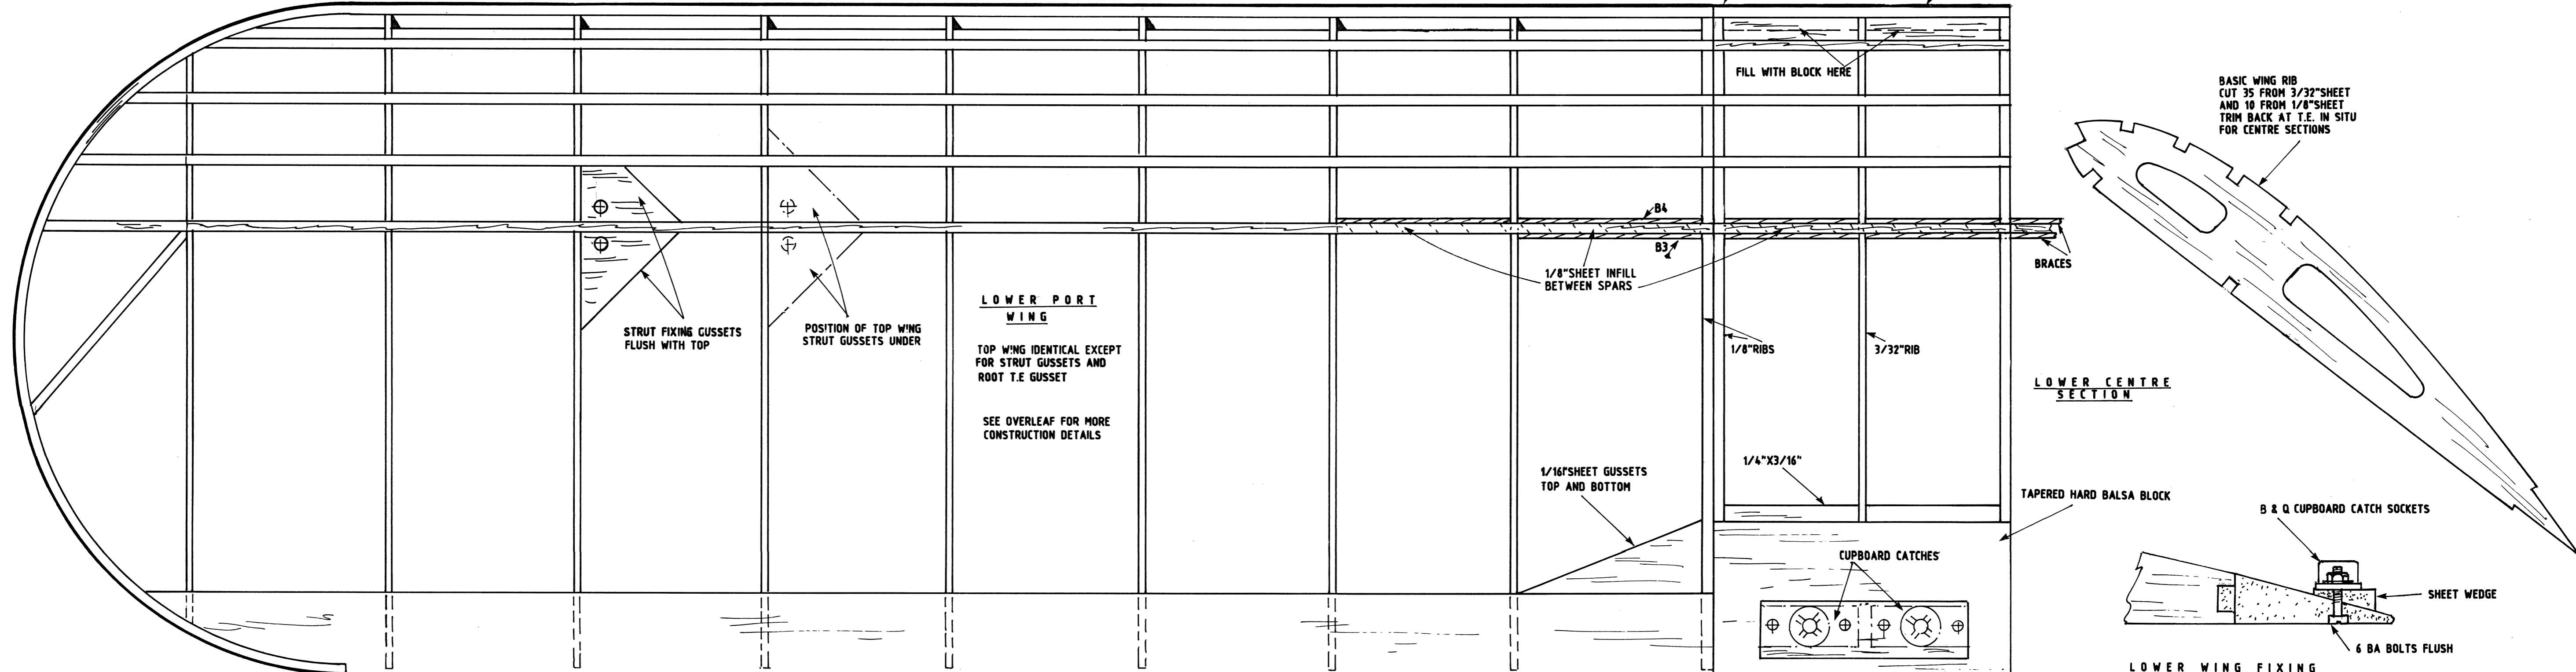 FILL WITH BLOCK HERE
BASIC WING RIB
CUT 35 FROM 3/32"SHEET
AND 10 FROM 1/8"SHEET
TRIM BACK AT T.E. IN SITU
FOR CENTRE SECTIONS
B4
B3
1/8"SHEET INFILL
BETWEEN SPARS
BRACES
STRUT FIXING GUSSETS
FLUSH WITH TOP
POSITION OF TOP WING
STRUT GUSSETS UNDER
LOWER PORT
WING
TOP WING IDENTICAL EXCEPT
FOR STRUT GUSSETS AND
ROOT T.E GUSSET
SEE OVERLEAF FOR MORE
CONSTRUCTION DETAILS
1/8"RIBS
3/32"RIB
LOWER CENTRE
SECTION
1/4"X3/16"
1/16"SHEET GUSSETS
TOP AND BOTTOM
TAPERED HARD BALSA BLOCK
CUPBOARD CATCHES
B & Q CUPBOARD CATCH SOCKETS
SHEET WEDGE
6 BA BOLTS FLUSH
LOWER WING FIXING